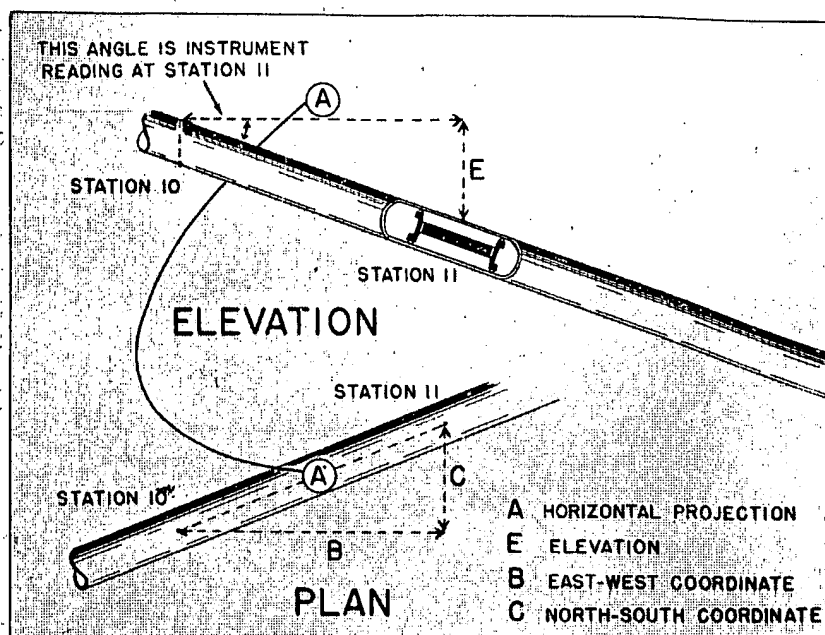 THIS ANGLE IS INSTRUMENT
READING AT STATION 11
A
E
STATION 10
STATION 11
ELEVATION
STATION 11
A
STATION 10
C
B
PLAN
A HORIZONTAL PROJECTION
E ELEVATION
B EAST-WEST COORDINATE
C NORTH-SOUTH COORDINATE